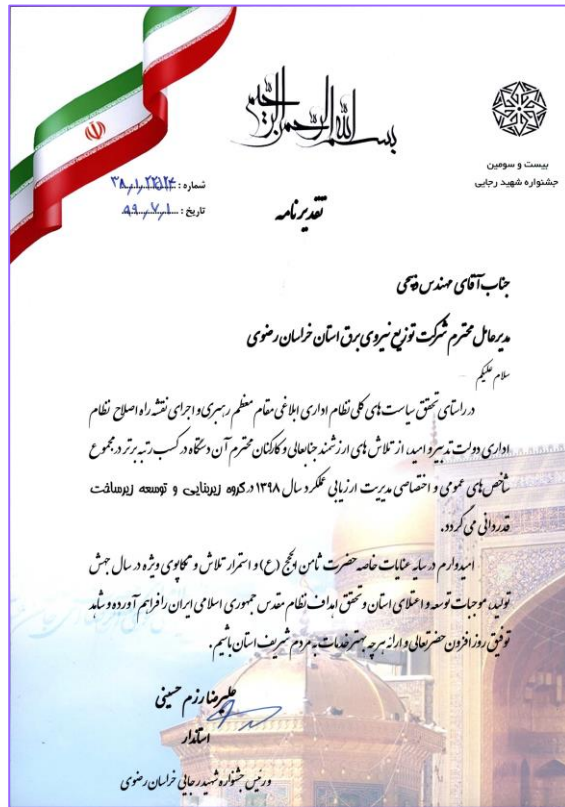 بسم الله الرحمن الرحیم
بیست و سومین
جشنواره شهید رجایی
شماره :
تاریخ : ۹۹،۷،۱
تقدیرنامه
جناب آقای مهندس
مدیرعامل محترم شرکت توزیع نیروی برق استان خراسان رضوی
سلام علیکم
در راستای تحقق سیاست های کلی نظام اداری ابلاغی مقام معظم رهبری و اجرای نقشه راه اصلاح نظام
اداری دولت تدبیر و امید، از تلاش های ارزشمند جنابعالی و کارکنان محترم آن دستگاه در کسب رتبه برتر در مجموع
شاخص های عمومی و اختصاصی مدیریت ارزیابی عملکرد سال ۱۳۹۸ در گروه زیربنایی و توسعه زیرساخت
قدردانی می گردد.
امیدوارم در سایه عنایات خاصه حضرت ثامن الحجج (ع) و استمرار تلاش و تکاپوی ویژه در سال جهش
تولید، موجبات توسعه و اعتلای استان و تحقق اهداف نظام مقدس جمهوری اسلامی ایران را فراهم آورده و شاهد
توفیق روزافزون حضرتعالی و ارائه هرچه بهتر خدمات به مردم شریف استان باشیم.
علیرضا رزم حسینی
استاندار
و رئیس جشنواره شهید رجایی خراسان رضوی